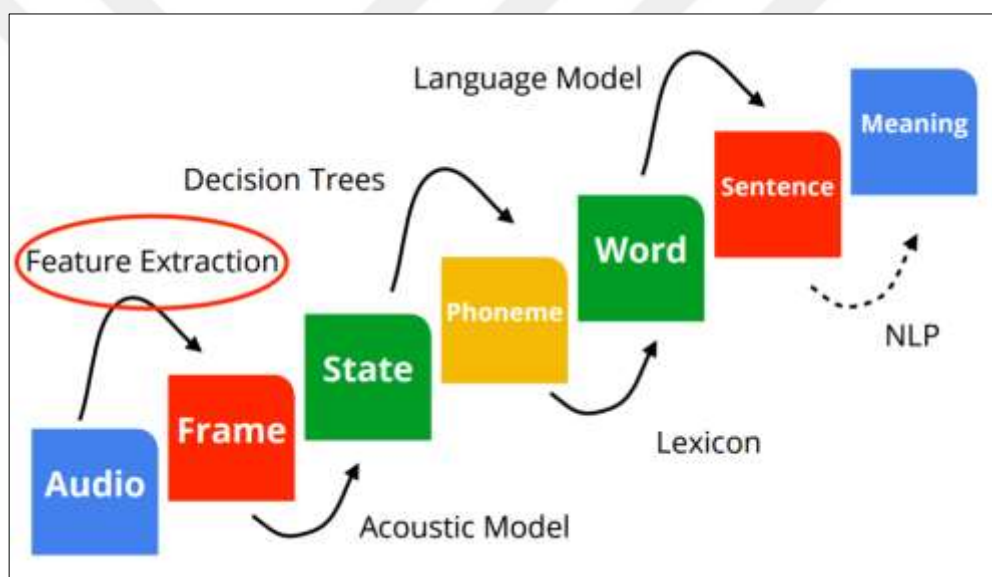 Language Model
Meaning
Decision Trees
Sentence
Word
Feature Extraction
Phoneme
State
NLP
Frame
Lexicon
Audio
Acoustic Model